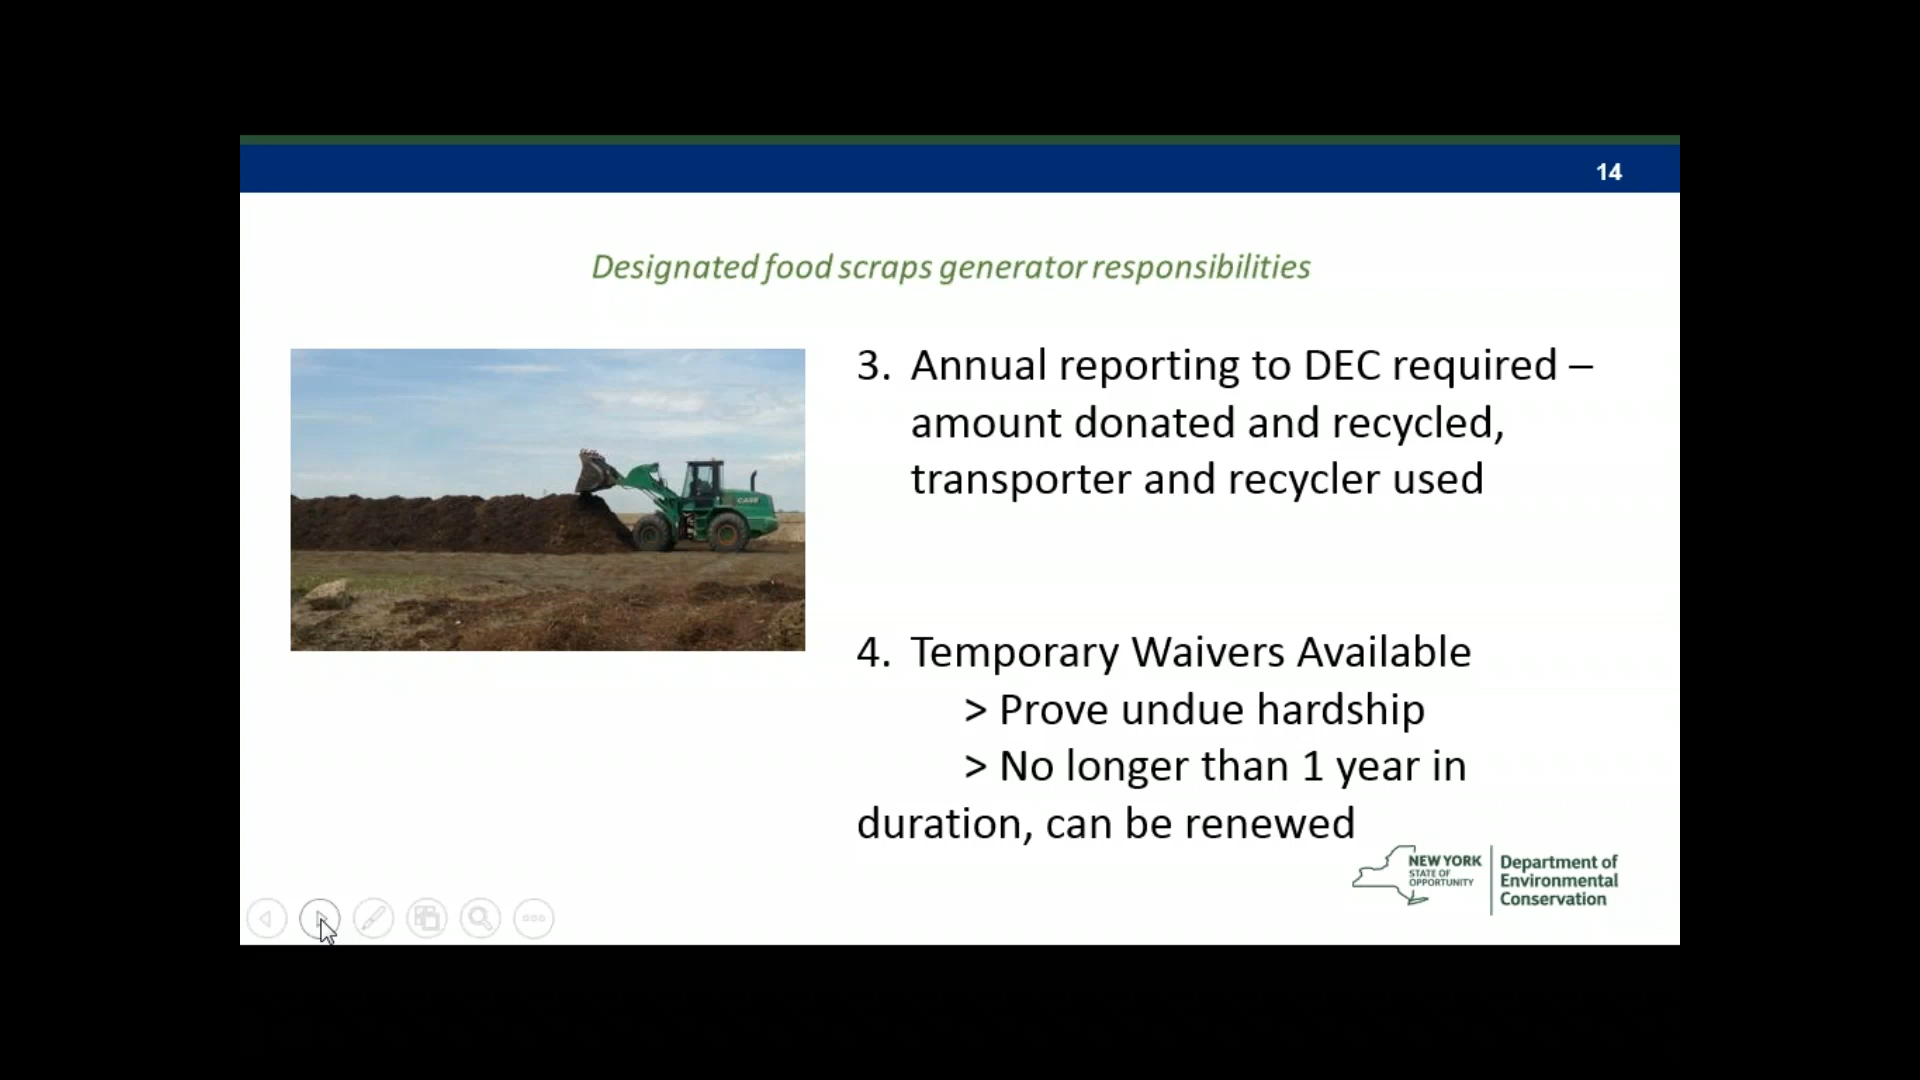 14
Designated food scraps generator responsibilities
3. Annual reporting to DEC required –
amount donated and recycled,
transporter and recycler used
CASE
4. Temporary Waivers Available
> Prove undue hardship
> No longer than 1 year in
duration, can be renewed
NEW YORK
STATE OF
OPPORTUNITY
Department of
Environmental
Conservation